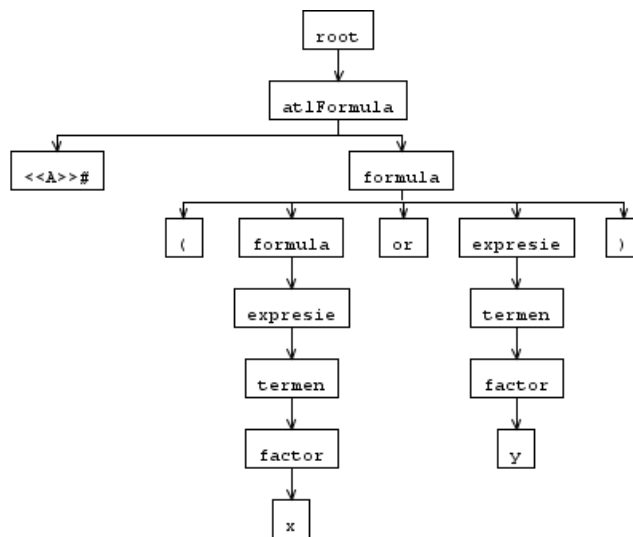 root
atlFormula
<<A>>#
formula
(
formula
or
expresie
)
expresie
termen
termen
factor
factor
y
x